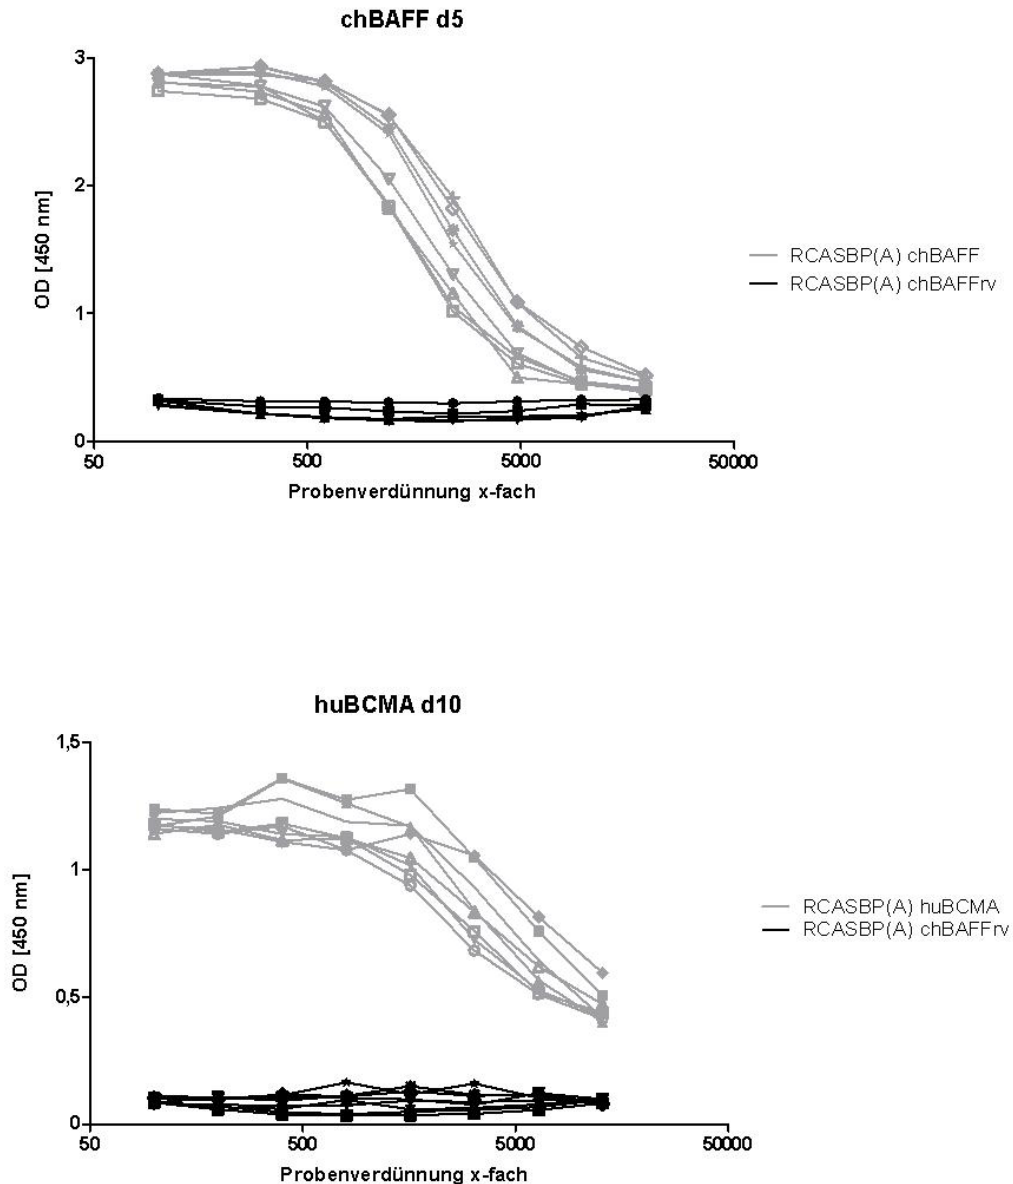 chBAFF d5
3
2
1
0
OD [450 nm]
50
500
5000
50000
Probenverdünnung x-fach
RCASBP(A) chBAFF
RCASBP(A) chBAFFrv
huBCMA d10
1,5
1
0,5
0
OD [450 nm]
50
500
5000
50000
Probenverdünnung x-fach
RCASBP(A) huBCMA
RCASBP(A) chBAFFrv